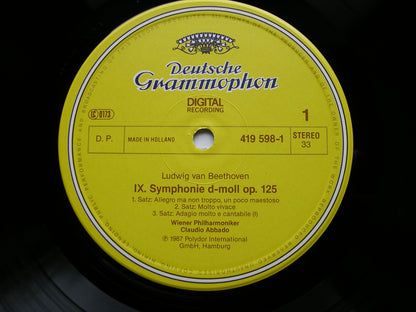 Deutsche
Grammophon
DIGITAL
RECORDING
LC 0173
1
D. P.
MADE IN HOLLAND
419 598-1
STEREO
33
Ludwig van Beethoven
IX. Symphonie d-moll op. 125
1. Satz: Allegro ma non troppo, un poco maestoso
2. Satz: Molto vivace
3. Satz: Adagio molto e cantabile (I)
Wiener Philharmoniker
Claudio Abbado
℗ 1987 Polydor International
GmbH, Hamburg